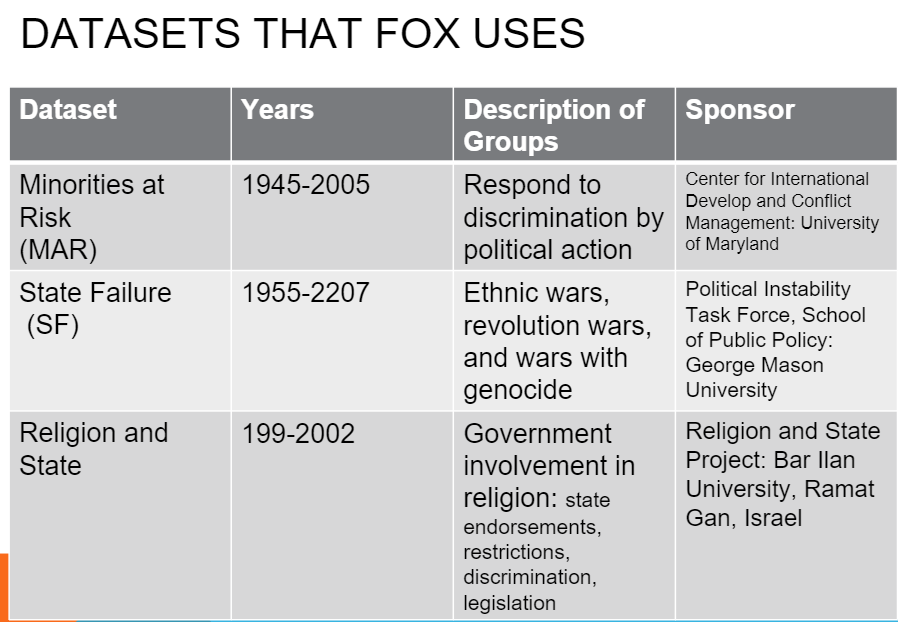 DATASETS THAT FOX USES
Dataset
Years
Description of
Groups
Sponsor
Minorities at
Risk
(MAR)
1945-2005
Respond to
discrimination by
political action
Center for International
Develop and Conflict
Management: University
of Maryland
State Failure
(SF)
1955-2207
Ethnic wars,
revolution wars,
and wars with
genocide
Political Instability
Task Force, School
of Public Policy:
George Mason
University
Religion and
State
199-2002
Government
involvement in
religion: state
endorsements,
restrictions,
discrimination,
legislation
Religion and State
Project: Bar Ilan
University, Ramat
Gan, Israel